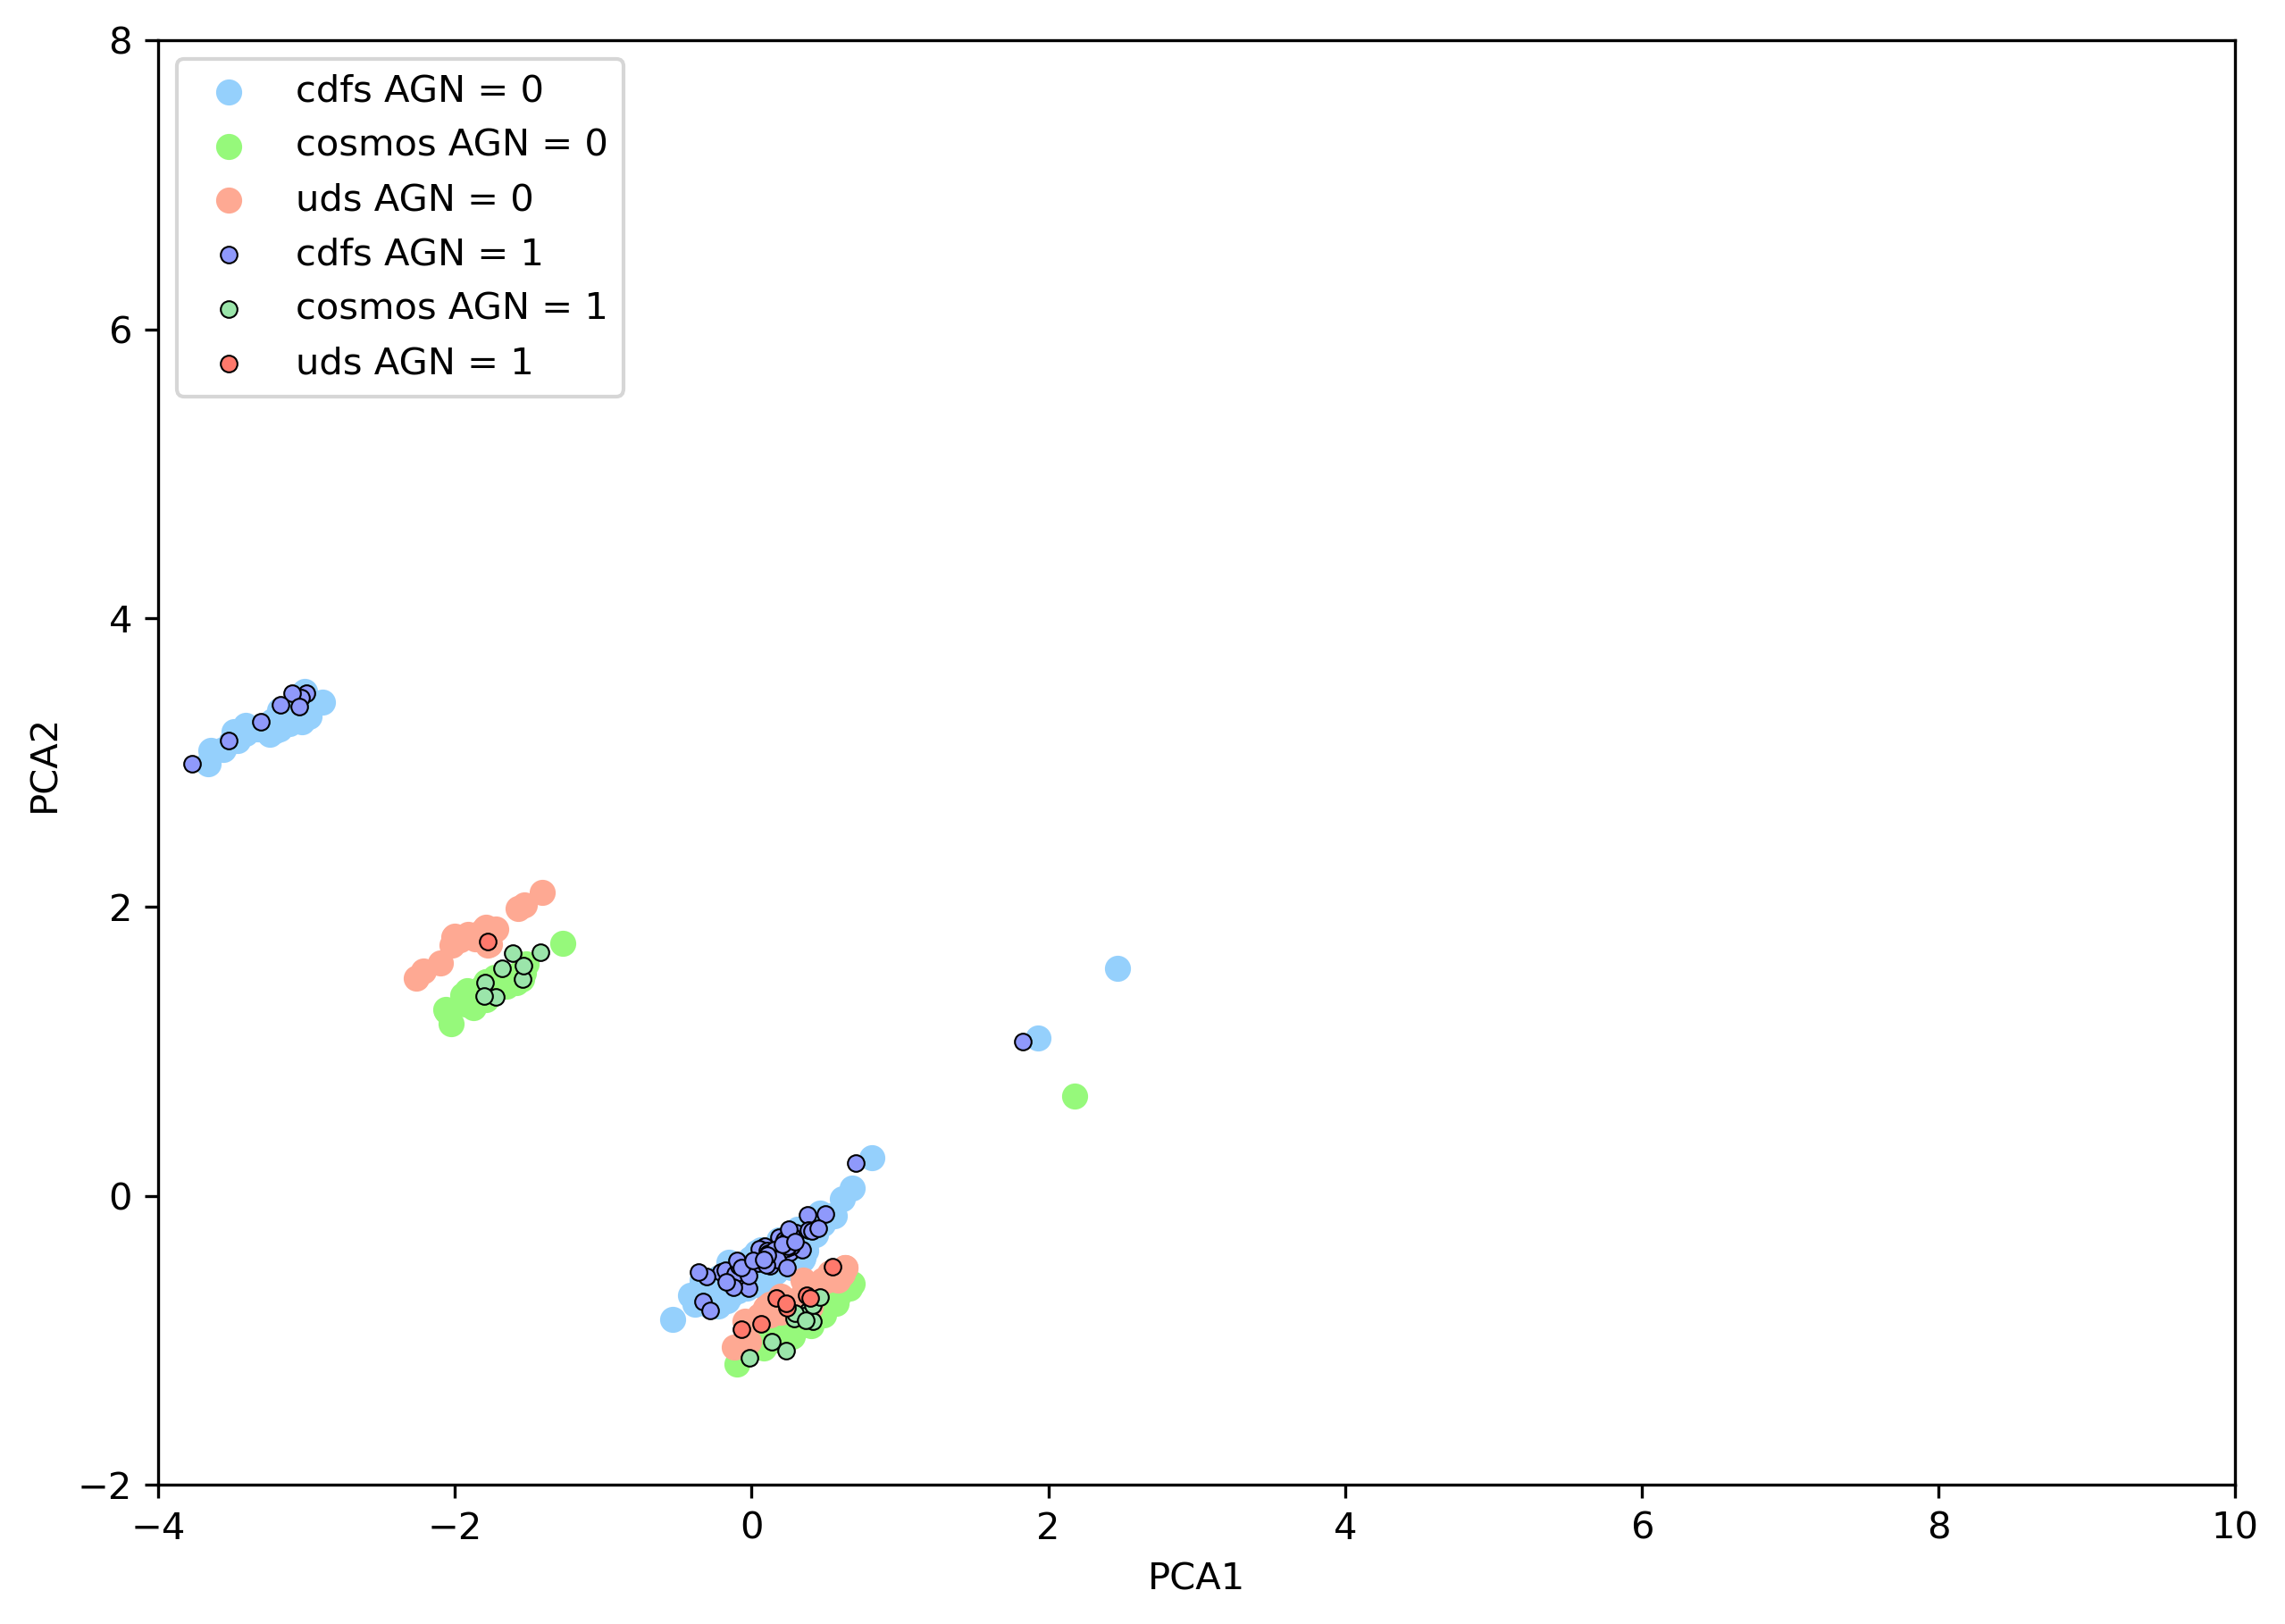 8
6
4
2
0
−2
−4
−2
0
2
4
6
8
10
PCA1
PCA2
cdfs AGN = 0
cosmos AGN = 0
uds AGN = 0
cdfs AGN = 1
cosmos AGN = 1
uds AGN = 1